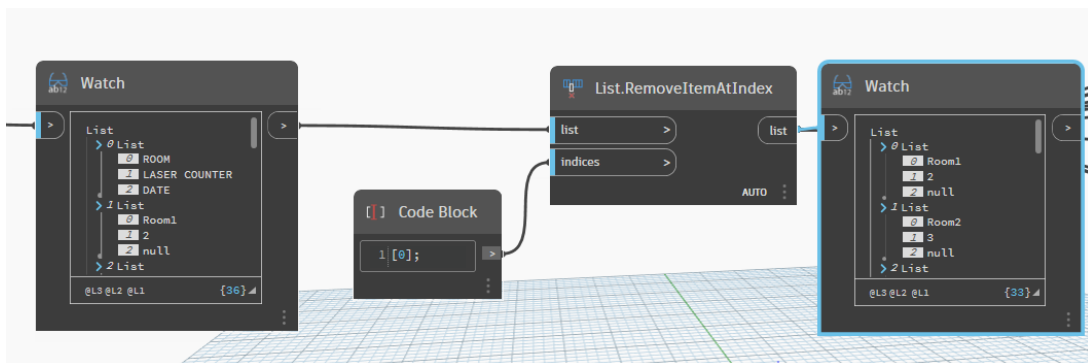 Watch
>
>
List
0 List
0 ROOM
1 LASER COUNTER
2 DATE
1 List
0 Room1
1 2
2 null
2 List
@L3 @L2 @L1 {36}
Code Block
1 [0];
>
List.RemoveItemAtIndex
list >
indices >
list
AUTO
Watch
>
>
List
0 List
0 Room1
1 2
2 null
1 List
0 Room2
1 3
2 null
2 List
@L3 @L2 @L1 {33}